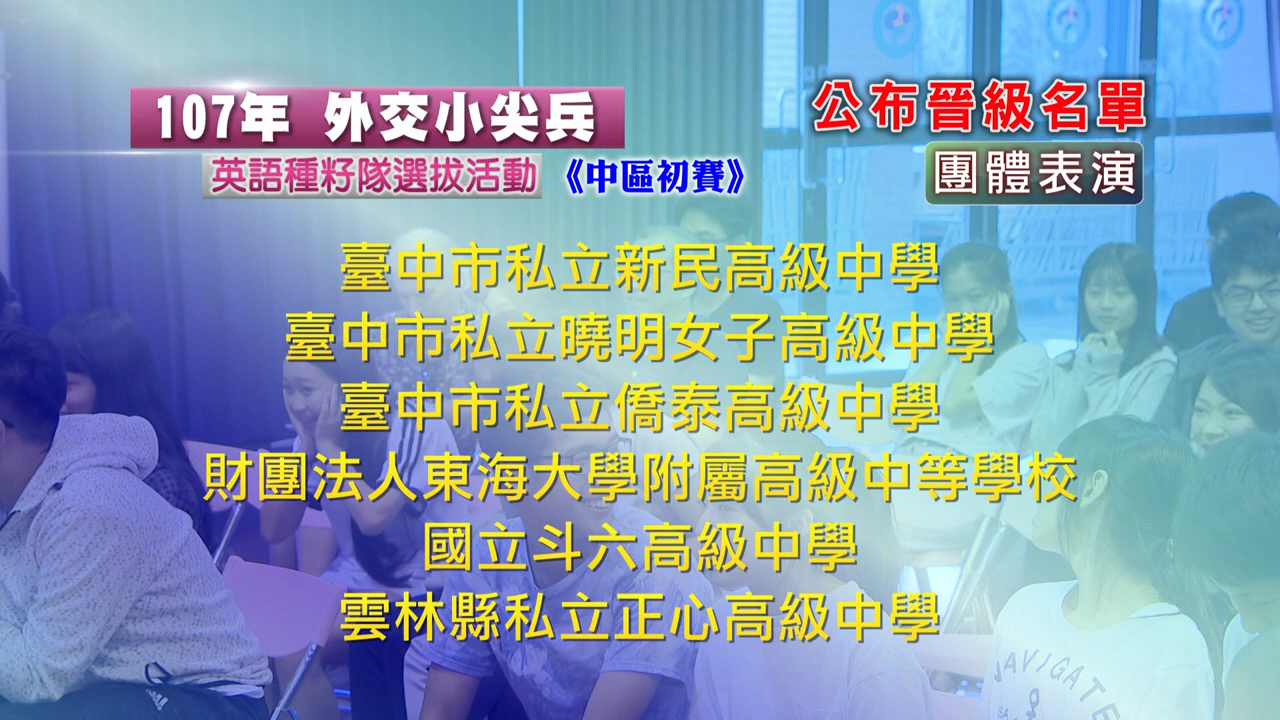 107年 外交小尖兵
英語種籽隊選拔活動 《中區初賽》
公布晉級名單
團體表演
臺中市私立新民高級中學
臺中市私立曉明女子高級中學
臺中市私立僑泰高級中學
財團法人東海大學附屬高級中等學校
國立斗六高級中學
雲林縣私立正心高級中學
NAVIGATE